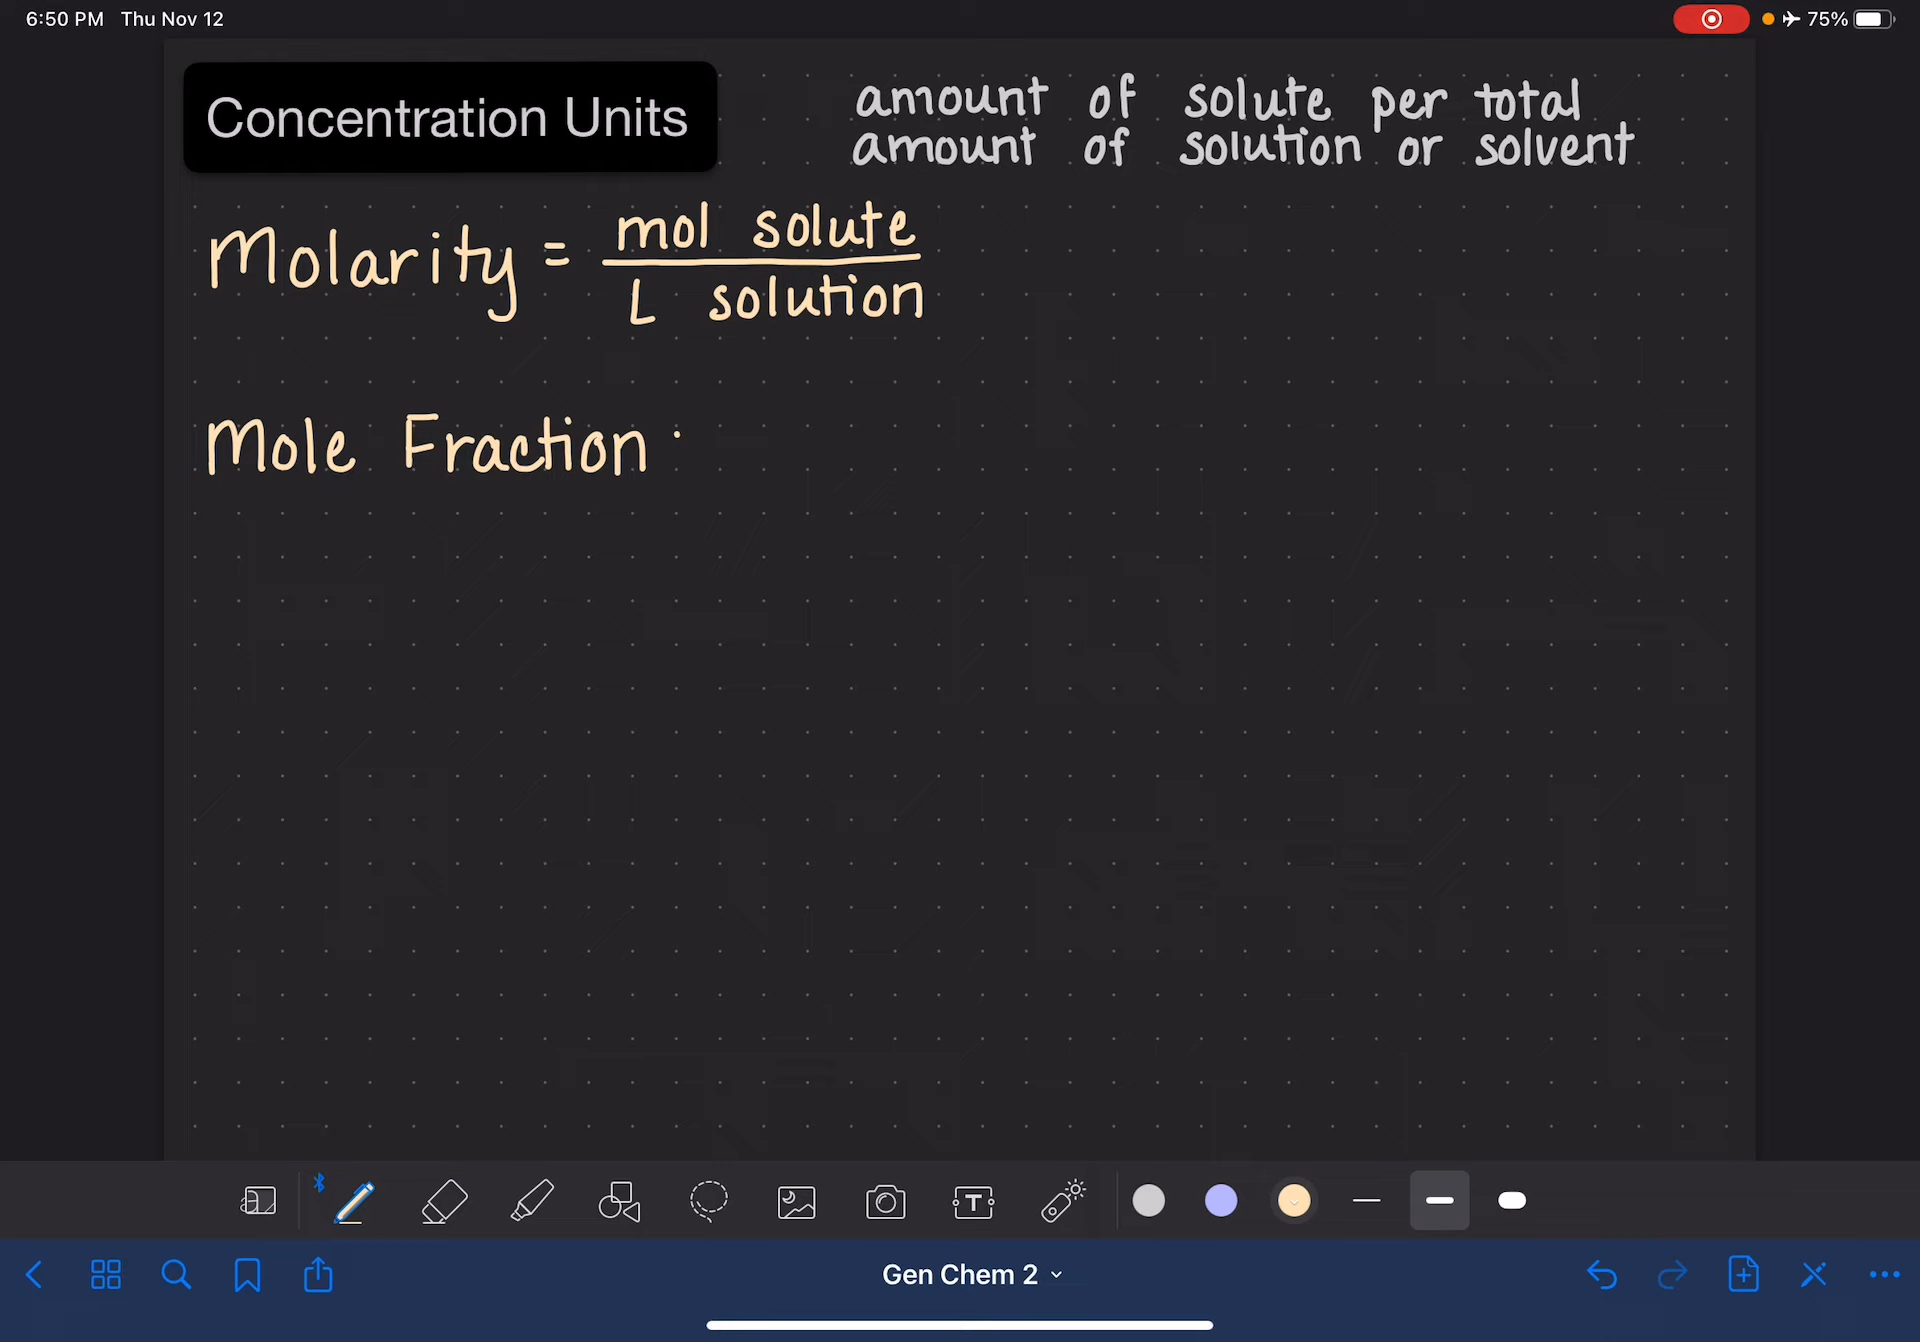 6:50 PM Thu Nov 12
75%
Concentration Units
amount of solute per total
amount of solution or solvent
Molarity = mol solute
L solution
Mole Fraction
T
Gen Chem 2